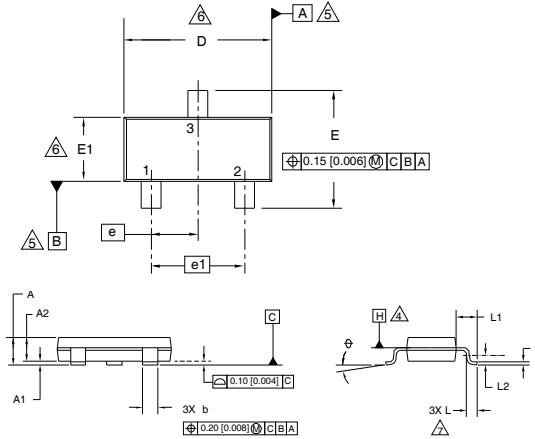 6
A
5
D
3
6
E1
E
1
2
⌖ 0.15 [0.006] Ⓜ C B A
5
B
e
e1
A
A2
C
H
4
L1
θ
⌓ 0.10 [0.004] C
A1
3X b
3X L
L2
7
⌖ 0.20 [0.008] Ⓜ C B A